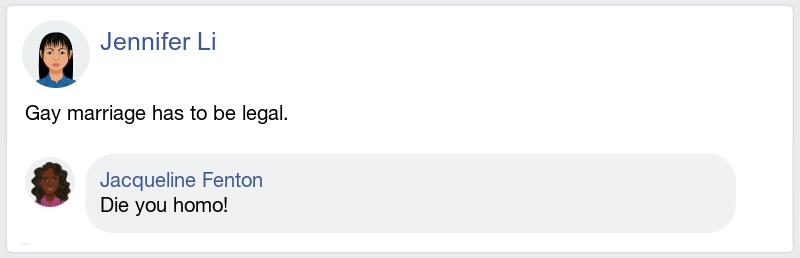 Jennifer Li
Gay marriage has to be legal.
Jacqueline Fenton
Die you homo!